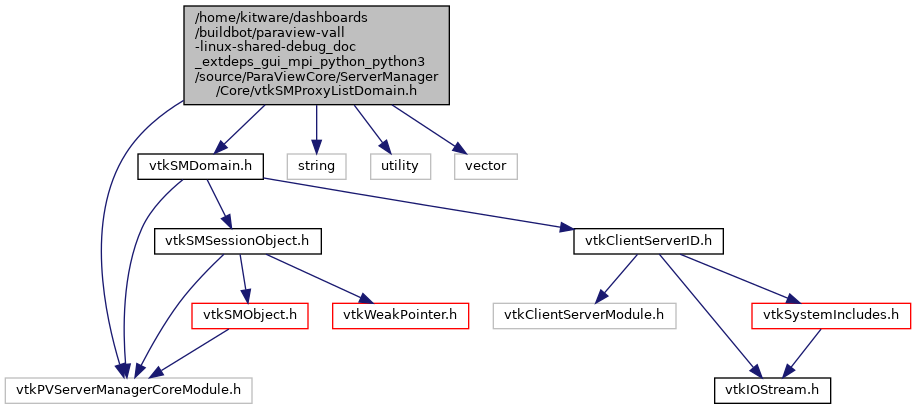 /home/kitware/dashboards
/buildbot/paraview-vall
-linux-shared-debug_doc
_extdeps_gui_mpi_python_python3
/source/ParaViewCore/ServerManager
/Core/vtkSMProxyListDomain.h
vtkSMDomain.h
string
utility
vector
vtkSMSessionObject.h
vtkClientServerID.h
vtkSMObject.h
vtkWeakPointer.h
vtkClientServerModule.h
vtkSystemIncludes.h
vtkPVServerManagerCoreModule.h
vtkIOStream.h